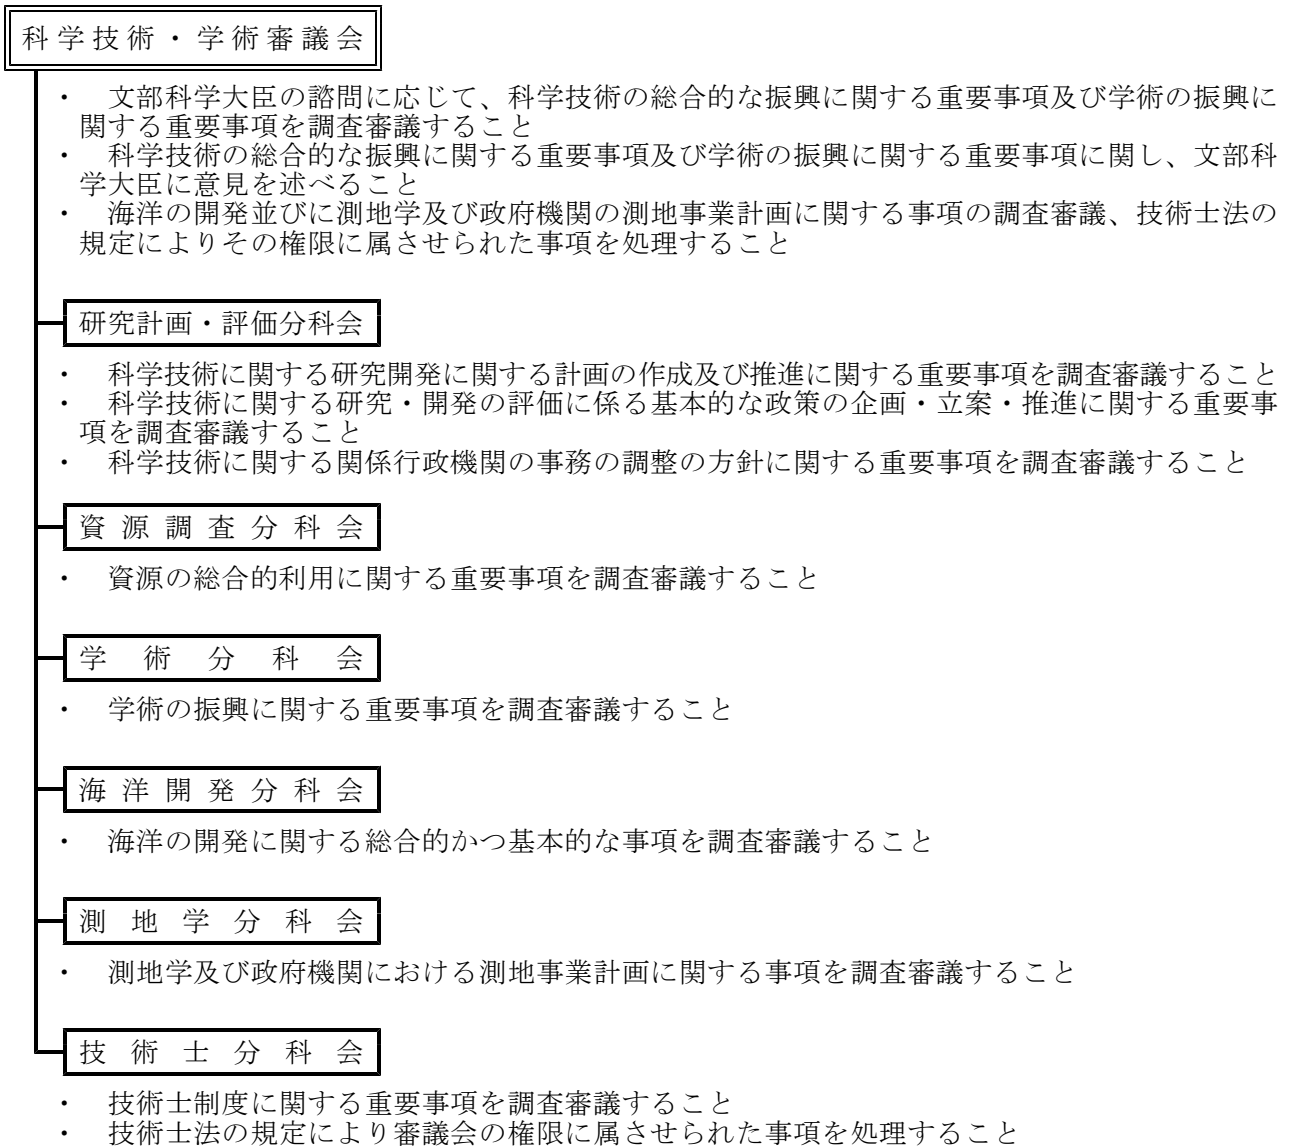 科学技術・学術審議会
・　文部科学大臣の諮問に応じて、科学技術の総合的な振興に関する重要事項及び学術の振興に
関する重要事項を調査審議すること
・　科学技術の総合的な振興に関する重要事項及び学術の振興に関する重要事項に関し、文部科
学大臣に意見を述べること
・　海洋の開発並びに測地学及び政府機関の測地事業計画に関する事項の調査審議、技術士法の
規定によりその権限に属させられた事項を処理すること
研究計画・評価分科会
・　科学技術に関する研究開発に関する計画の作成及び推進に関する重要事項を調査審議すること
・　科学技術に関する研究・開発の評価に係る基本的な政策の企画・立案・推進に関する重要事
項を調査審議すること
・　科学技術に関する関係行政機関の事務の調整の方針に関する重要事項を調査審議すること
資源調査分科会
・　資源の総合的利用に関する重要事項を調査審議すること
学術分科会
・　学術の振興に関する重要事項を調査審議すること
海洋開発分科会
・　海洋の開発に関する総合的かつ基本的な事項を調査審議すること
測地学分科会
・　測地学及び政府機関における測地事業計画に関する事項を調査審議すること
技術士分科会
・　技術士制度に関する重要事項を調査審議すること
・　技術士法の規定により審議会の権限に属させられた事項を処理すること